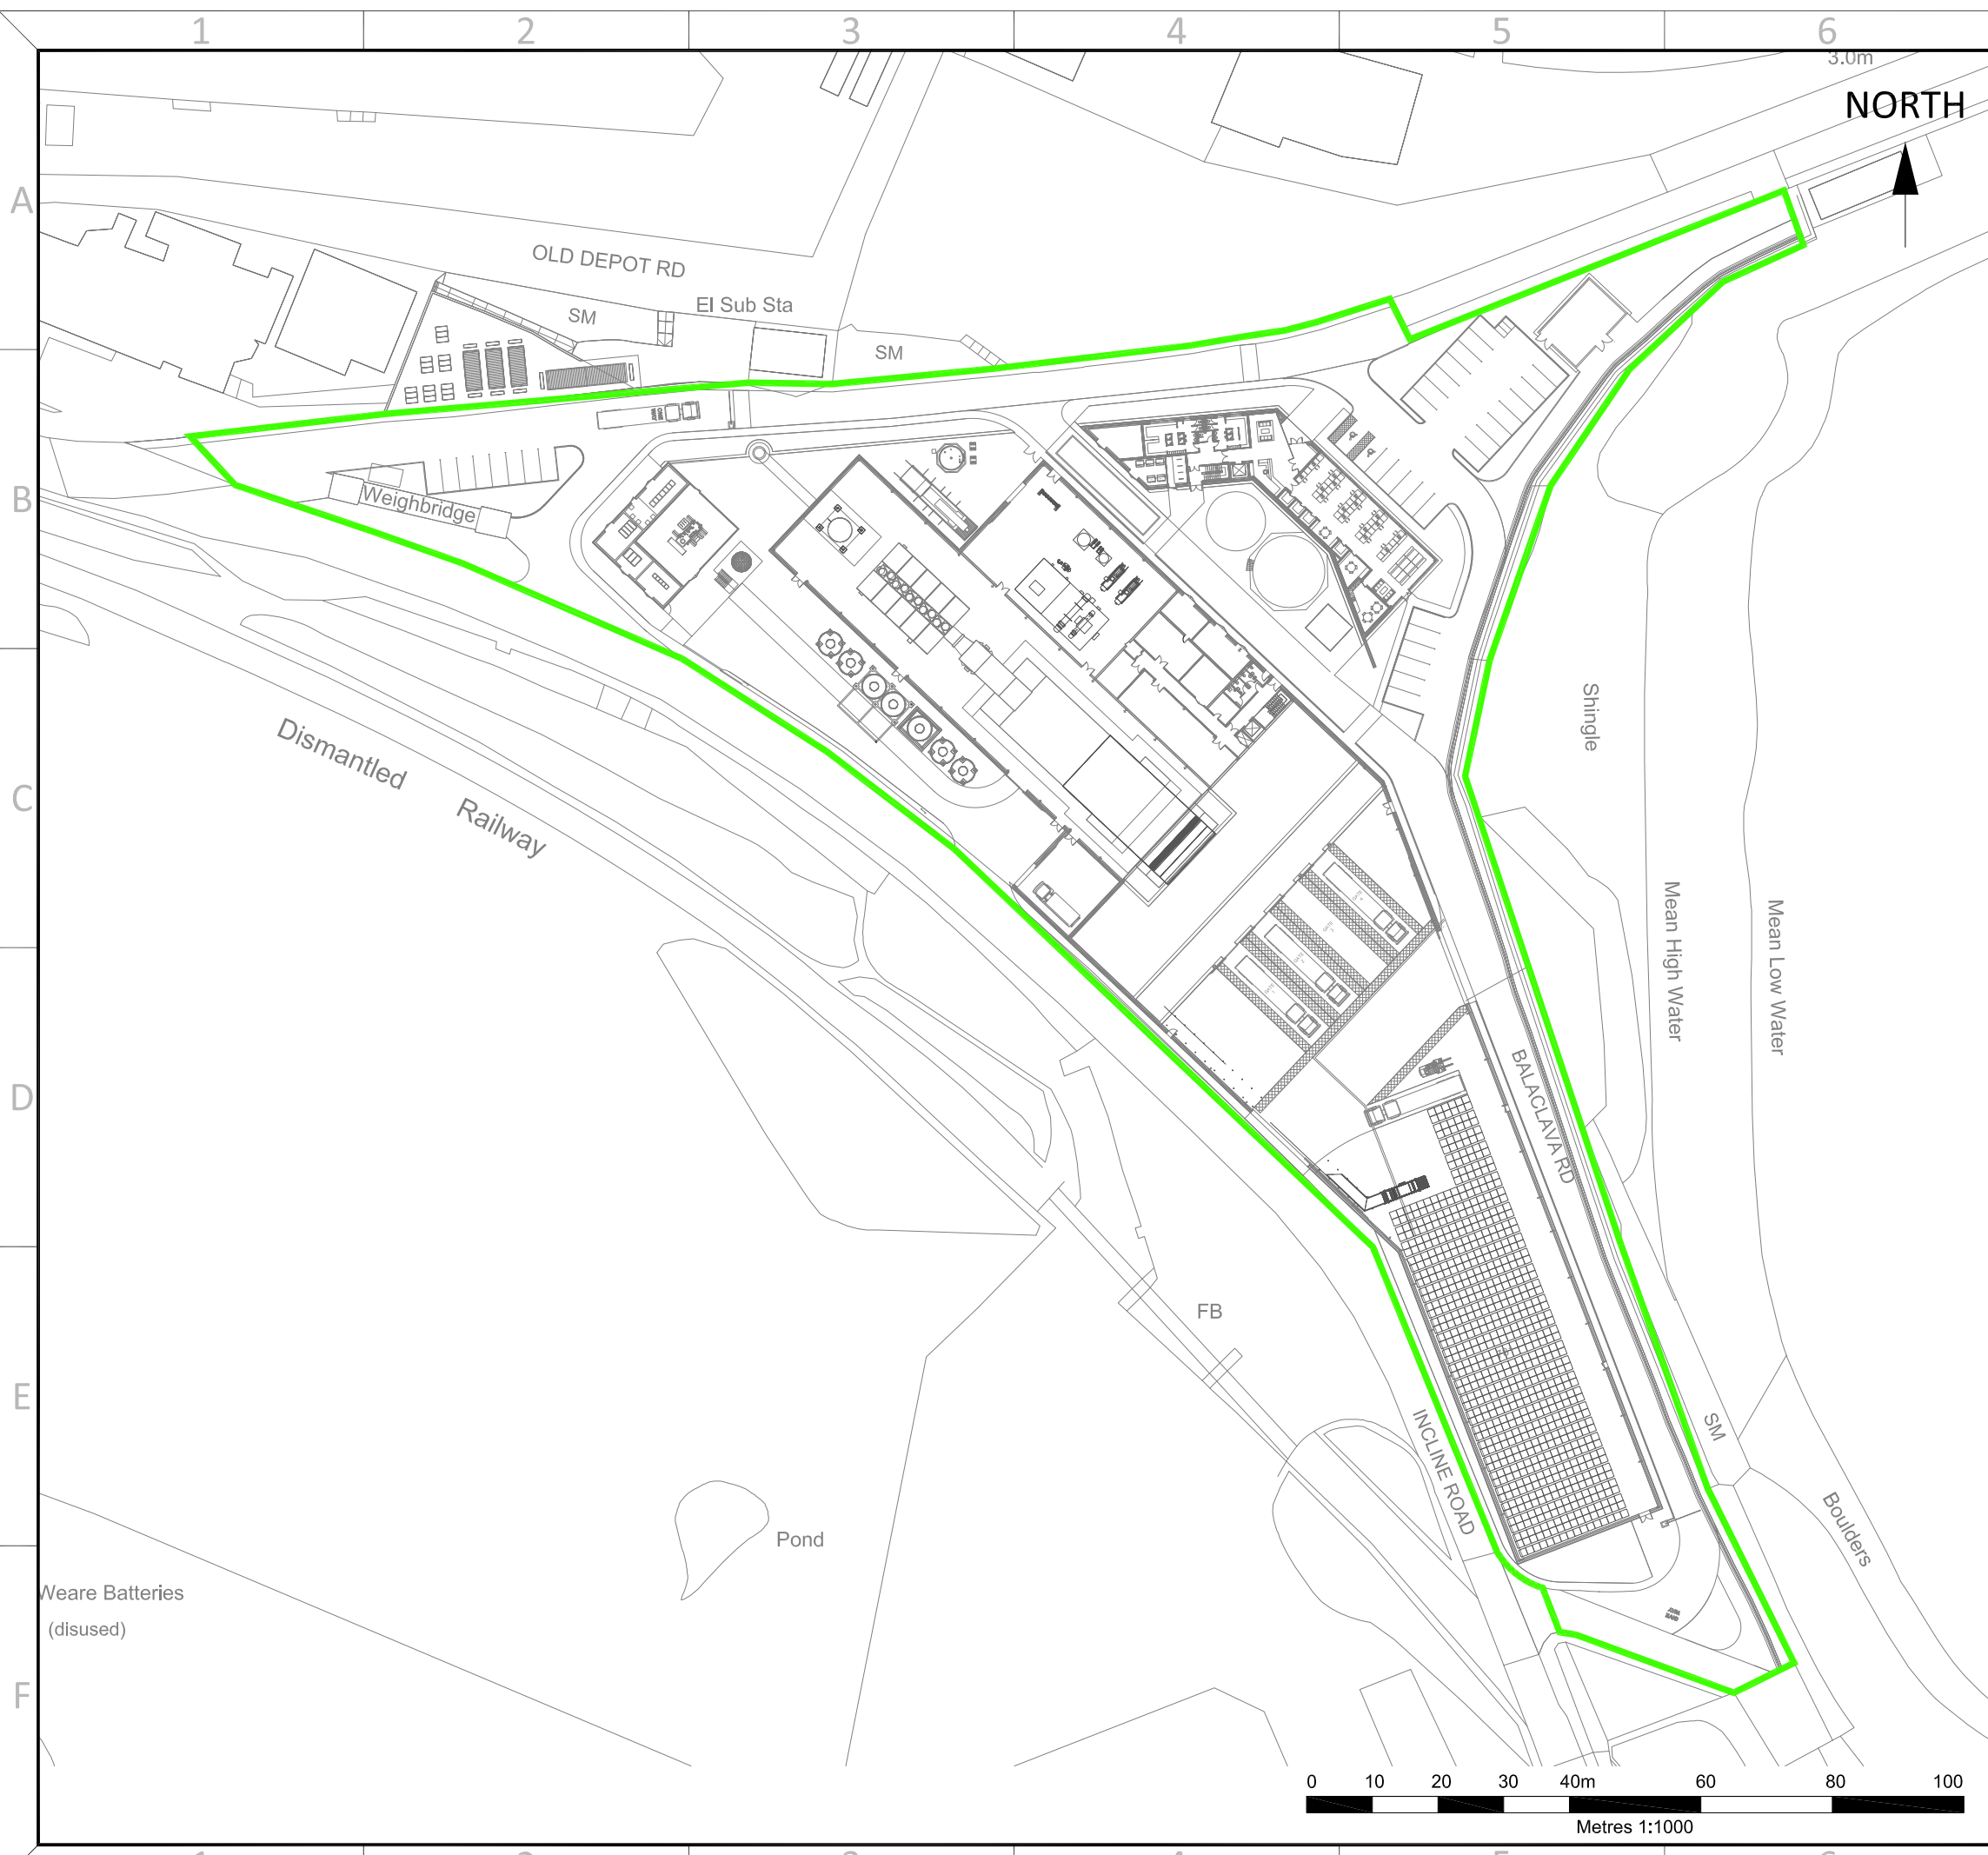 1 2 3 4 5 6
3.0m
NORTH
A
OLD DEPOT RD
El Sub Sta
SM
SM
B
Weighbridge
Shingle
Dismantled
Railway
C
Mean High Water
Mean Low Water
D
BALACLAVA RD
FB
E
INCLINE ROAD
SM
Boulders
Pond
Weare Batteries
(disused)
F
0 10 20 30 40m 60 80 100
Metres 1:1000